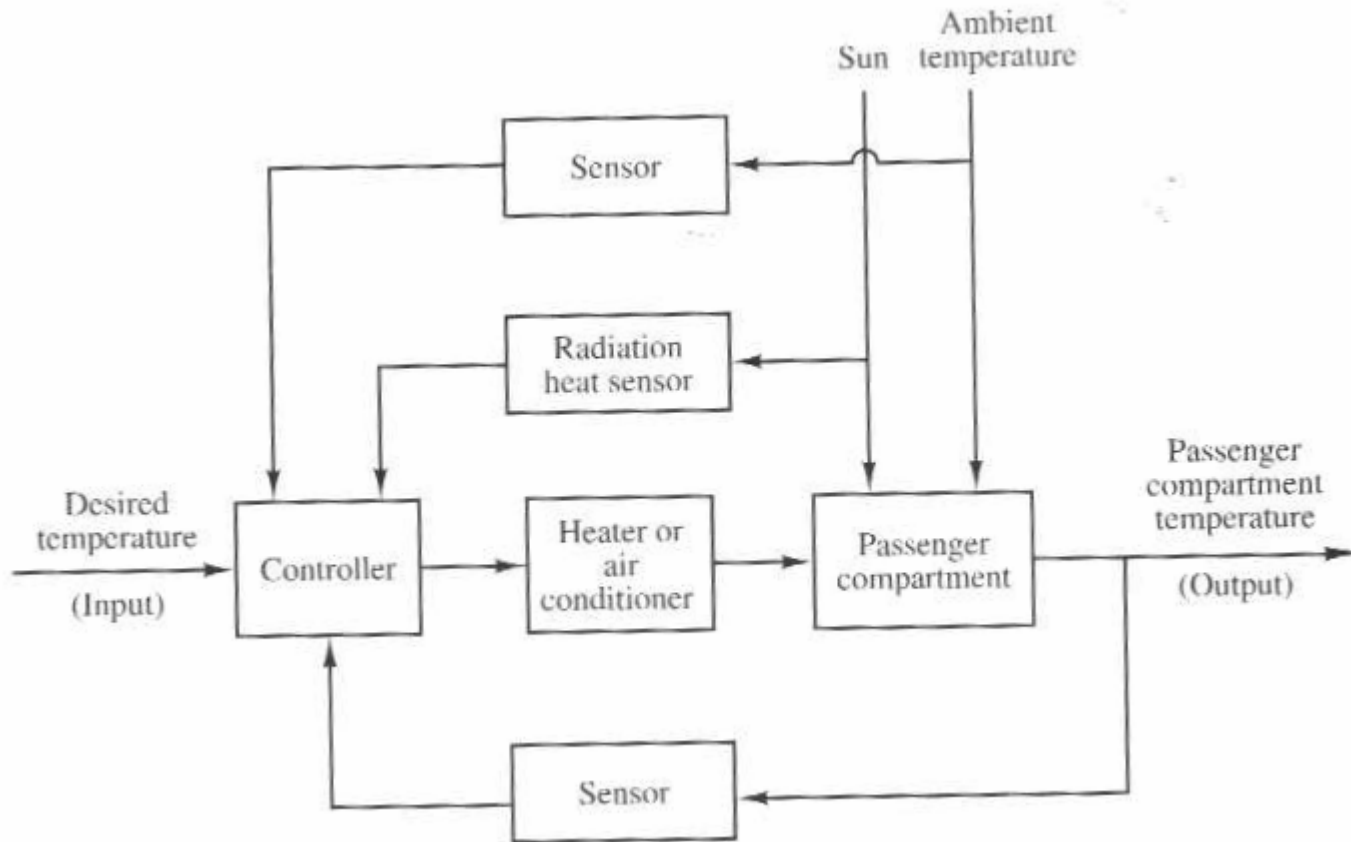 Ambient
Sun temperature
Sensor
Radiation
heat sensor
Passenger
compartment
temperature
(Output)
Desired
temperature
(Input)
Controller
Heater or
air
conditioner
Passenger
compartment
Sensor